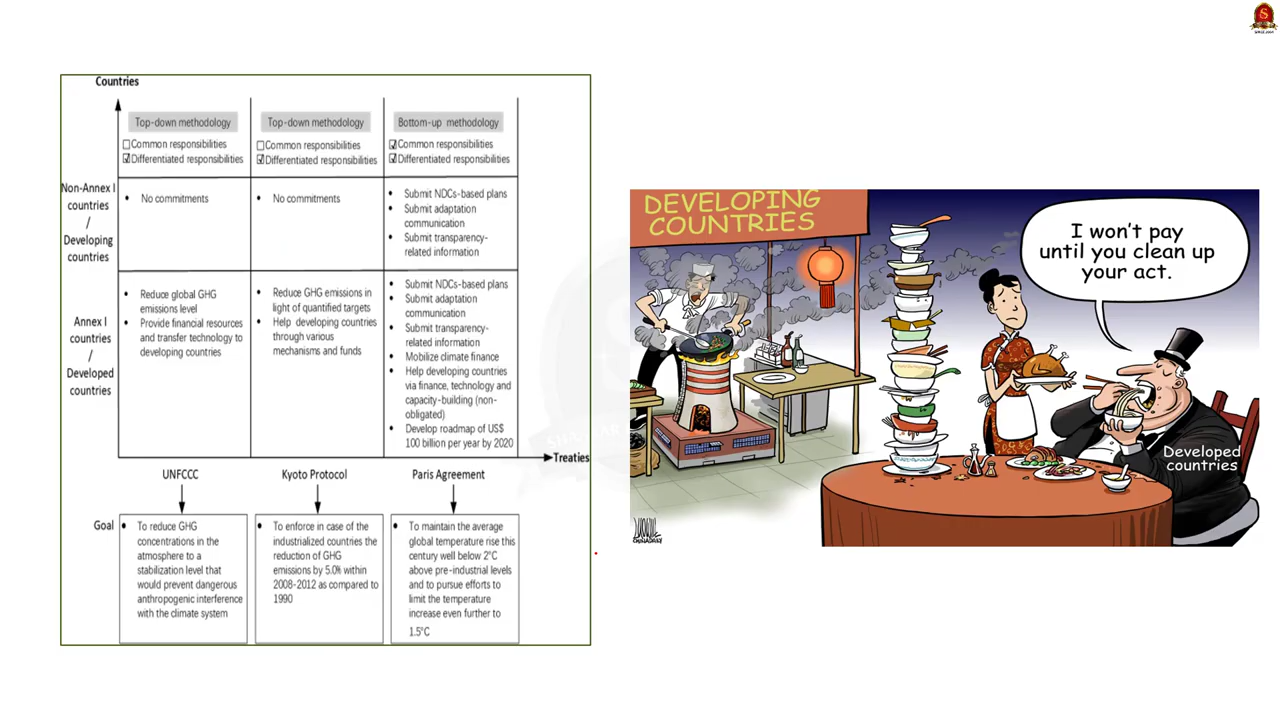 Countries
Top-down methodology
☐Common responsibilities
☑Differentiated responsibilities
Top-down methodology
☐Common responsibilities
☑Differentiated responsibilities
Bottom-up methodology
☑Common responsibilities
☑Differentiated responsibilities
Non-Annex I
countries
/
Developing
countries
• No commitments
• No commitments
• Submit NDCs-based plans
• Submit adaptation
communication
• Submit transparency-
related information
Annex I
countries
/
Developed
countries
• Reduce global GHG
emissions level
• Provide financial resources
and transfer technology to
developing countries
• Reduce GHG emissions in
light of quantified targets
• Help developing countries
through various
mechanisms and funds
• Submit NDCs-based plans
• Submit adaptation
communication
• Submit transparency-
related information
• Mobilize climate finance
• Help developing countries
via finance, technology and
capacity-building (non-
obligated)
• Develop roadmap of US$
100 billion per year by 2020
Treaties
UNFCCC
Kyoto Protocol
Paris Agreement
Goal
• To reduce GHG
concentrations in the
atmosphere to a
stabilization level that
would prevent dangerous
anthropogenic interference
with the climate system
• To enforce in case of the
industrialized countries the
reduction of GHG
emissions by 5.0% within
2008-2012 as compared to
1990
• To maintain the average
global temperature rise this
century well below 2°C
above pre-industrial levels
and to pursue efforts to
limit the temperature
increase even further to
1.5°C
DEVELOPING
COUNTRIES
I won't pay
until you clean up
your act.
Developed
countries
CHINA DAILY
S